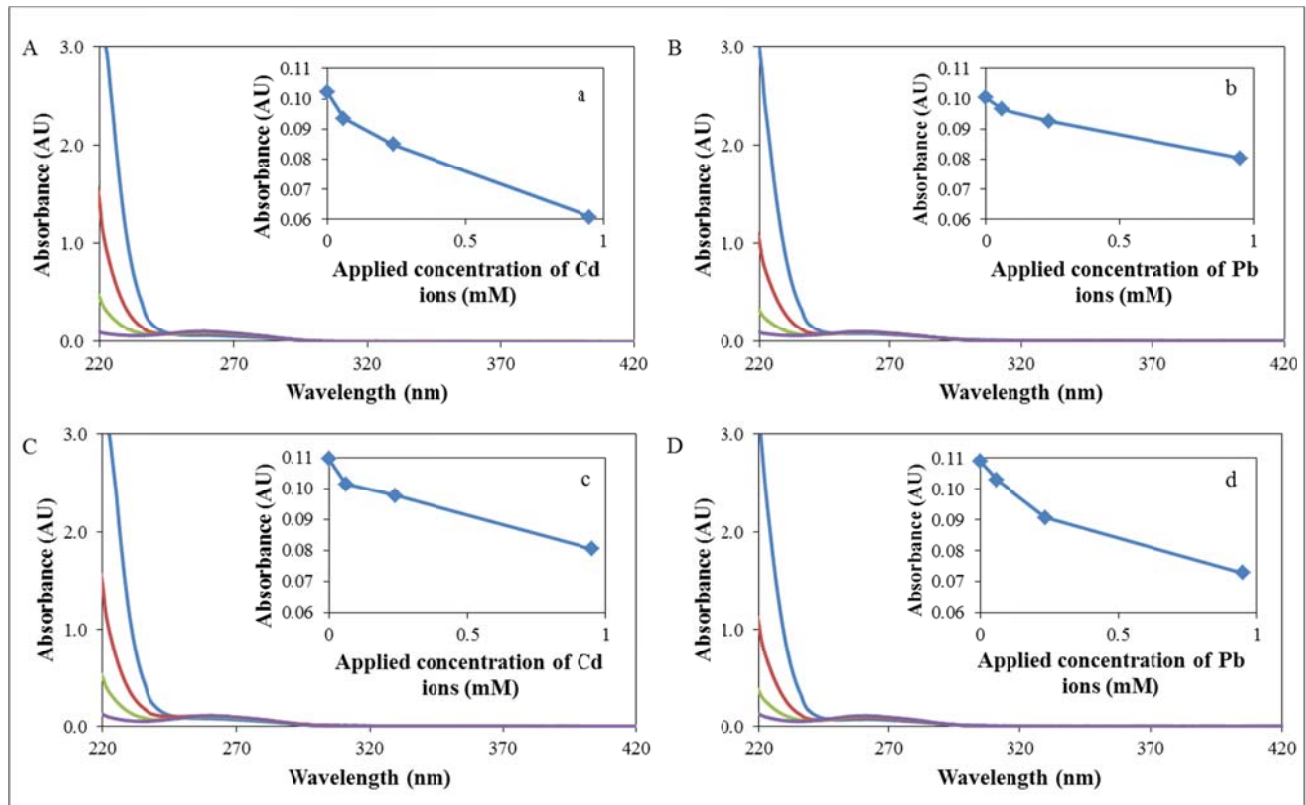 A
3.0
2.0
1.0
0.0
Absorbance (AU)
220
270
320
370
420
Wavelength (nm)
a
0.11
0.10
0.09
0.08
0.07
0.06
Absorbance (AU)
0
0.5
1
Applied concentration of Cd
ions (mM)
B
3.0
2.0
1.0
0.0
Absorbance (AU)
220
270
320
370
420
Wavelength (nm)
b
0.11
0.10
0.09
0.08
0.07
0.06
Absorbance (AU)
0
0.5
1
Applied concentration of Pb
ions (mM)
C
3.0
2.0
1.0
0.0
Absorbance (AU)
220
270
320
370
420
Wavelength (nm)
c
0.11
0.10
0.09
0.08
0.07
0.06
Absorbance (AU)
0
0.5
1
Applied concentration of Cd
ions (mM)
D
3.0
2.0
1.0
0.0
Absorbance (AU)
220
270
320
370
420
Wavelength (nm)
d
0.11
0.10
0.09
0.08
0.07
0.06
Absorbance (AU)
0
0.5
1
Applied concentration of Pb
ions (mM)